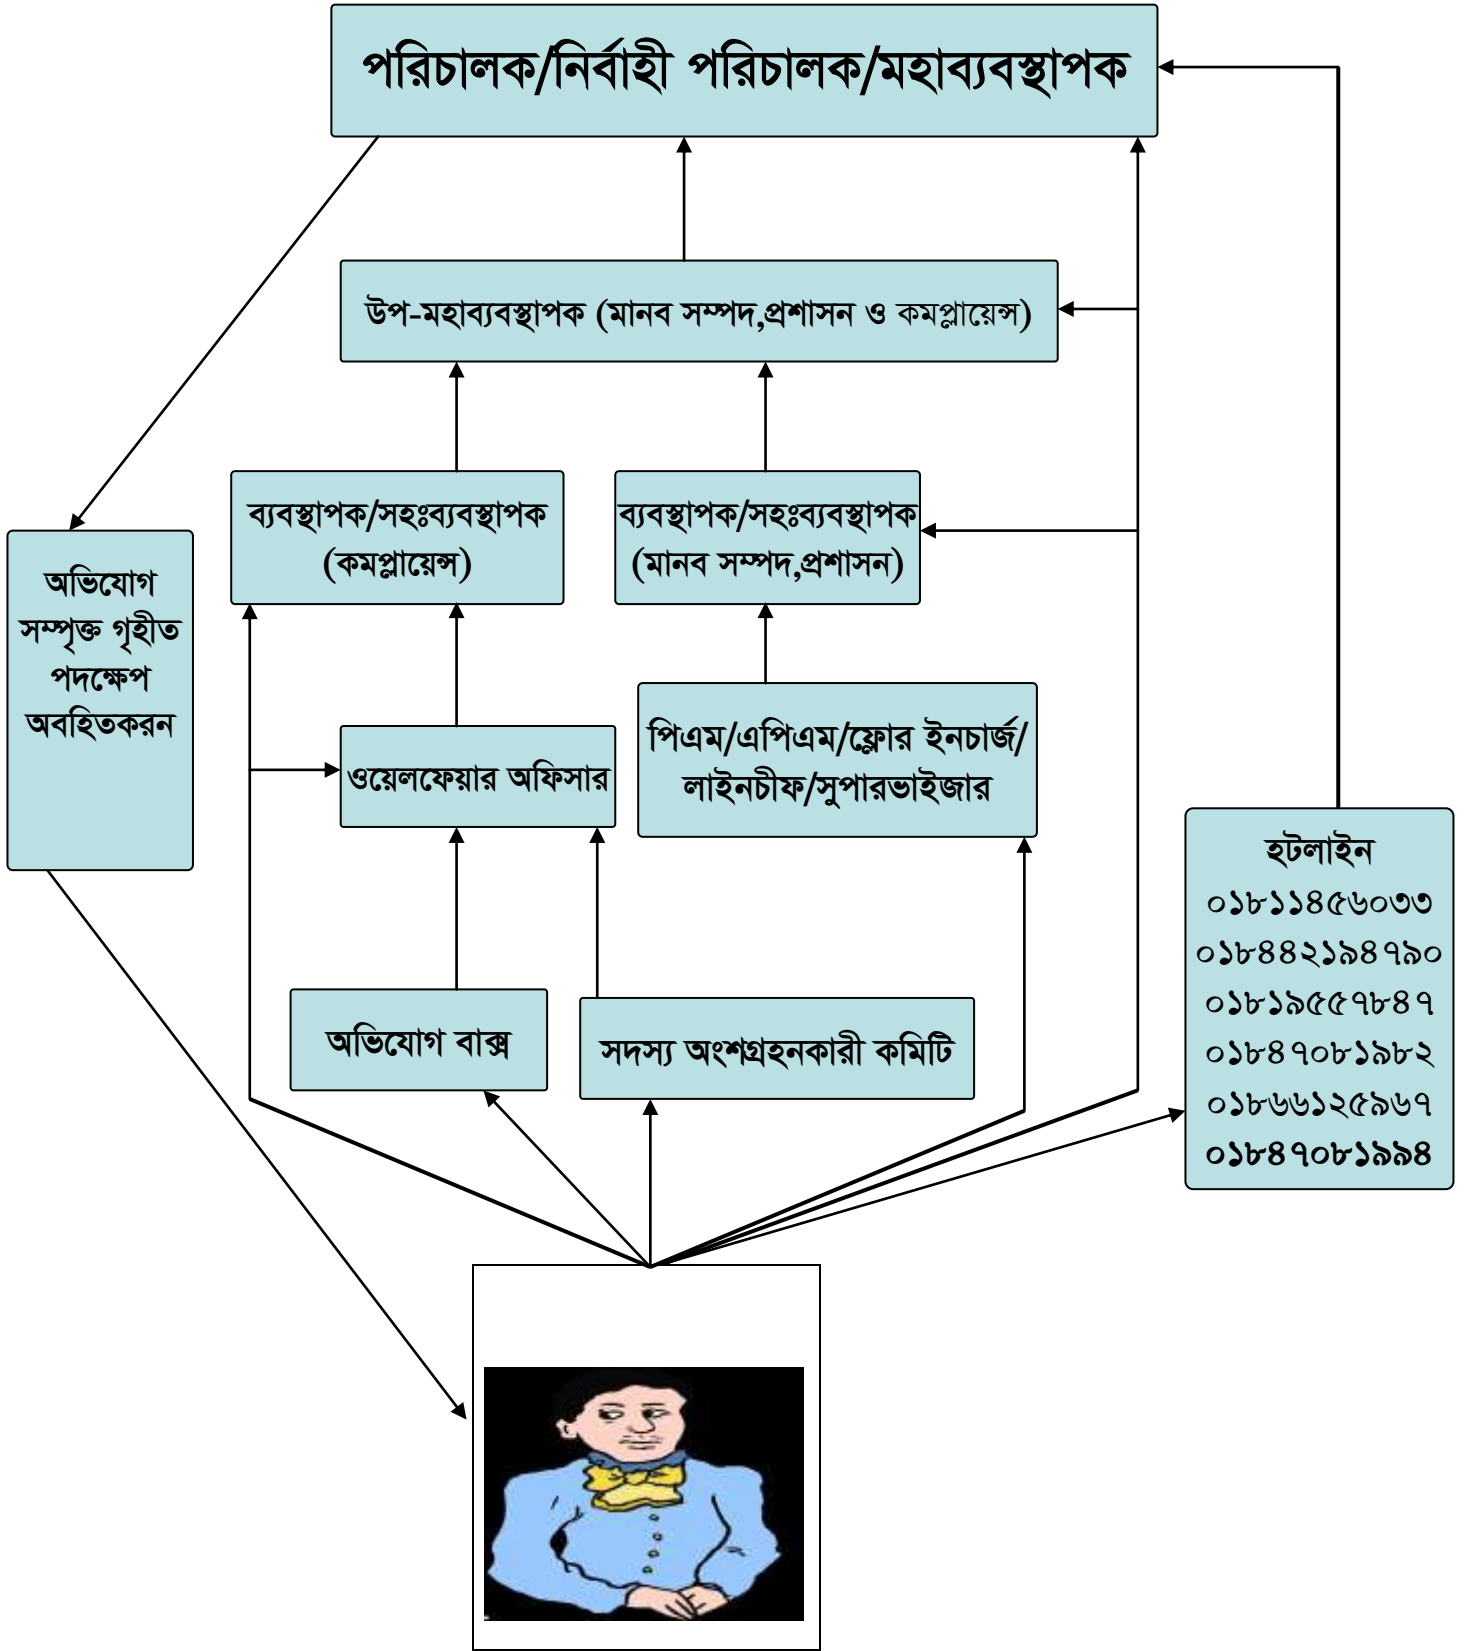 পরিচালক/নির্বাহী পরিচালক/মহাব্যবস্থাপক
উপ-মহাব্যবস্থাপক (মানব সম্পদ,প্রশাসন ও কমপ্লায়েন্স)
ব্যবস্থাপক/সহঃব্যবস্থাপক
(কমপ্লায়েন্স)
ব্যবস্থাপক/সহঃব্যবস্থাপক
(মানব সম্পদ,প্রশাসন)
অভিযোগ
সম্পৃক্ত গৃহীত
পদক্ষেপ
অবহিতকরন
ওয়েলফেয়ার অফিসার
পিএম/এপিএম/ফ্লোর ইনচার্জ/
লাইনচীফ/সুপারভাইজার
হটলাইন
০১৮১১৪৫৬০৩৩
০১৮৪৪২১৯৪৭৯০
০১৮১৯৫৫৭৮৪৭
০১৮৪৭০৮১৯৮২
০১৮৬৬১২৫৯৬৭
০১৮৪৭০৮১৯৯৪
অভিযোগ বাক্স
সদস্য অংশগ্রহনকারী কমিটি